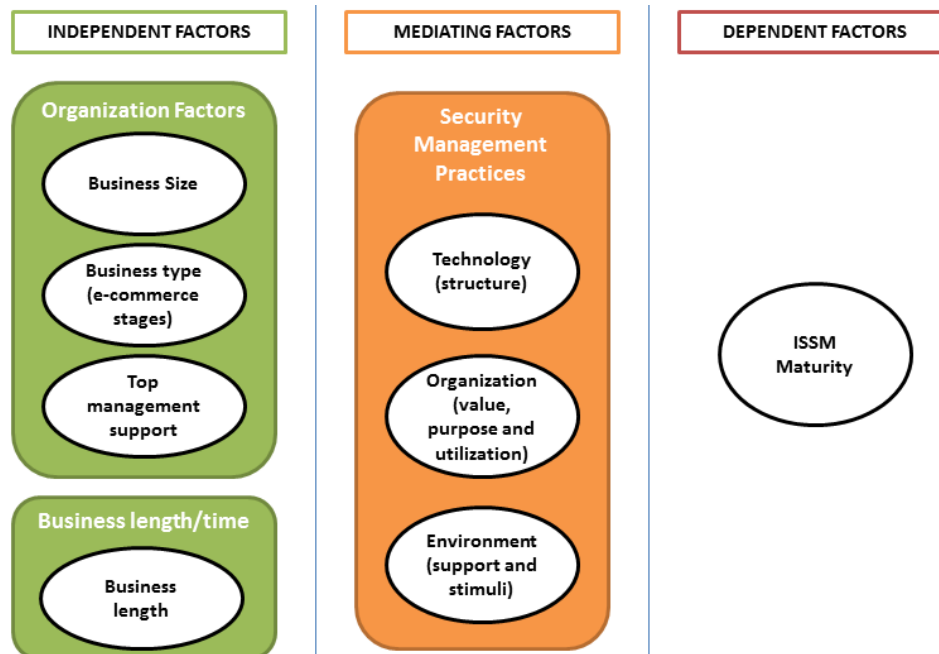 INDEPENDENT FACTORS
Organization Factors
Business Size
Business type
(e-commerce
stages)
Top
management
support
Business length/time
Business
length
MEDIATING FACTORS
Security
Management
Practices
Technology
(structure)
Organization
(value,
purpose and
utilization)
Environment
(support and
stimuli)
DEPENDENT FACTORS
ISSM
Maturity